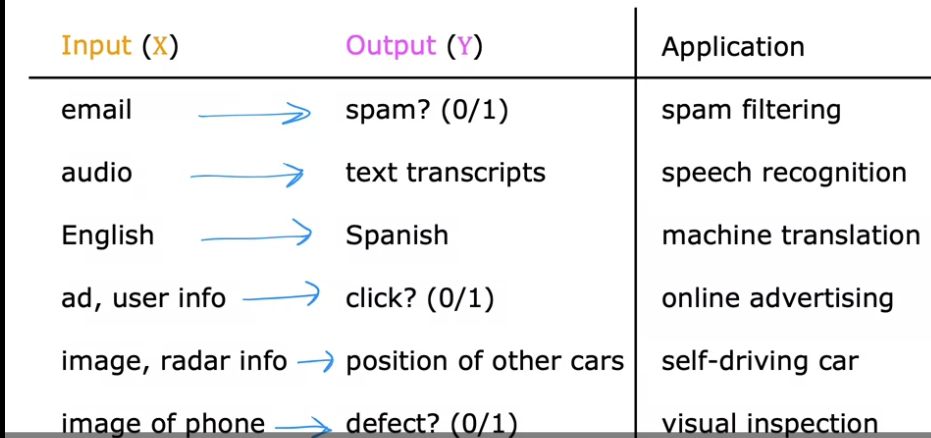 Input (X) Output (Y) Application
email spam? (0/1) spam filtering
audio text transcripts speech recognition
English Spanish machine translation
ad, user info click? (0/1) online advertising
image, radar info position of other cars self-driving car
image of phone defect? (0/1) visual inspection